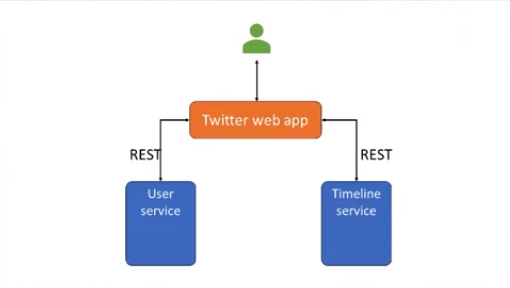 Twitter web app
REST
REST
User
service
Timeline
service